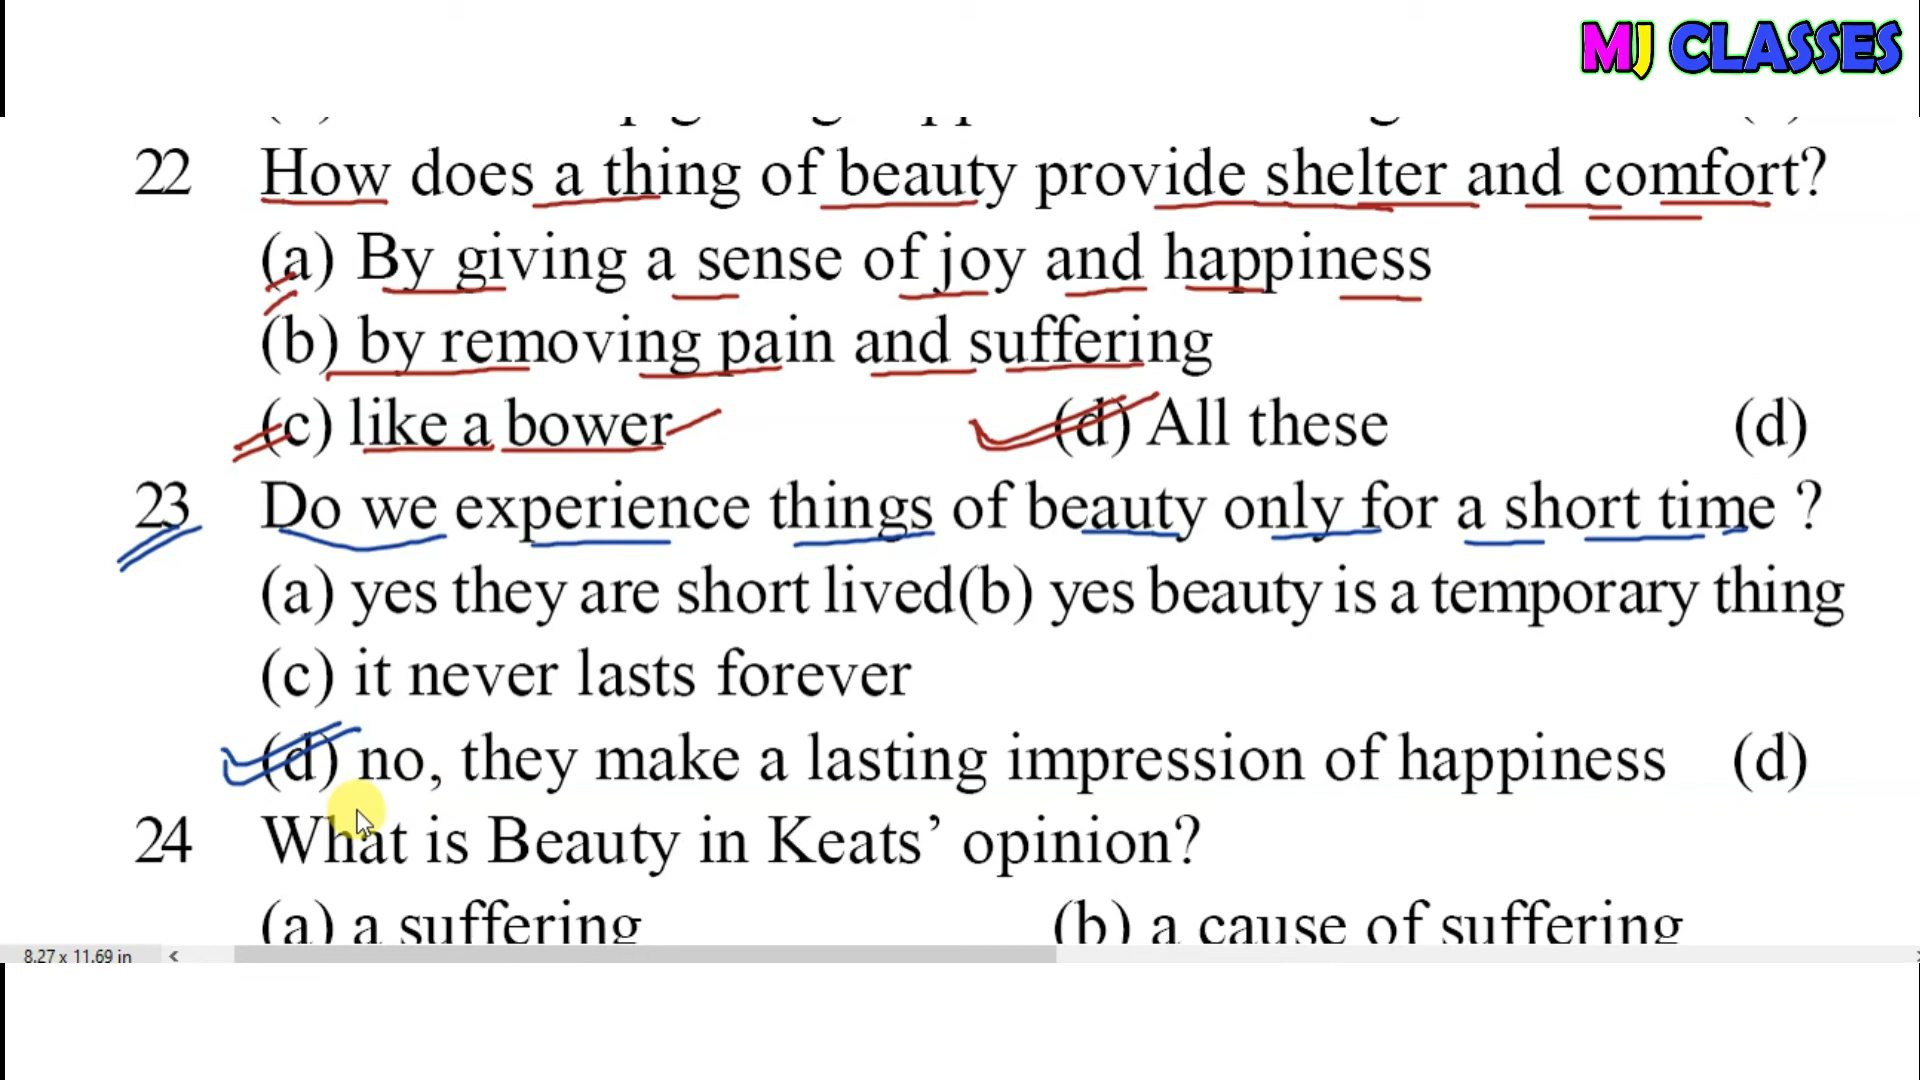 MJ CLASSES
22 How does a thing of beauty provide shelter and comfort?
(a) By giving a sense of joy and happiness
(b) by removing pain and suffering
(c) like a bower (d) All these (d)
23 Do we experience things of beauty only for a short time ?
(a) yes they are short lived(b) yes beauty is a temporary thing
(c) it never lasts forever
(d) no, they make a lasting impression of happiness (d)
24 What is Beauty in Keats’ opinion?
(a) a suffering (b) a cause of suffering
8.27 x 11.69 in